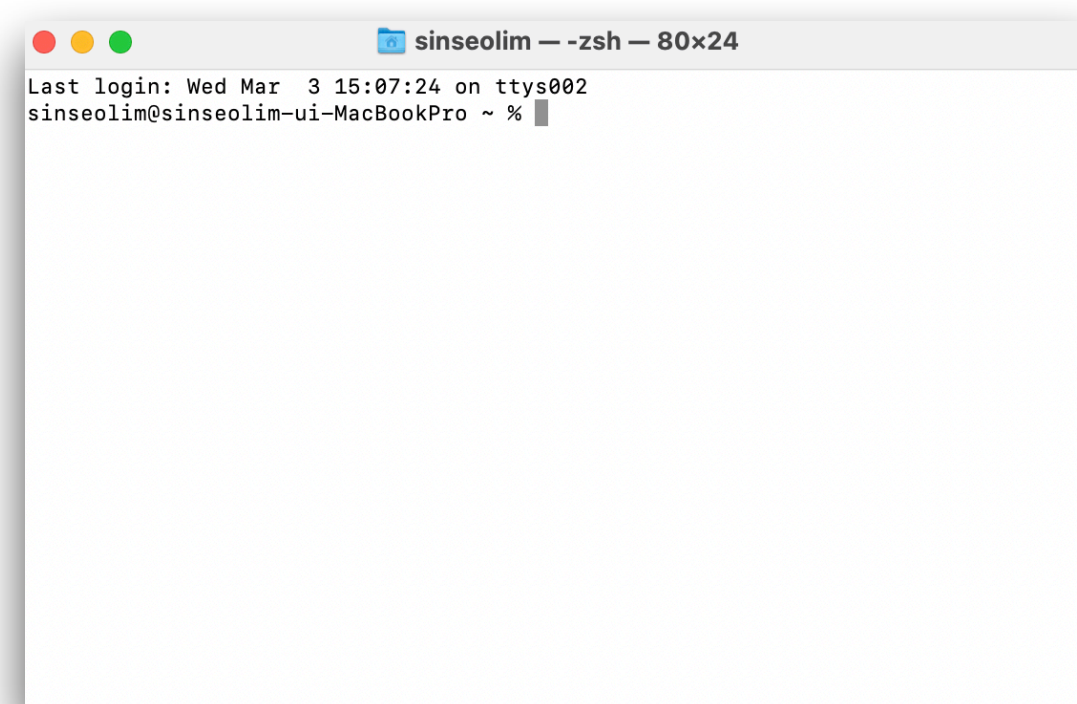 sinseolim — -zsh — 80×24
Last login: Wed Mar  3 15:07:24 on ttys002
sinseolim@sinseolim-ui-MacBookPro ~ %